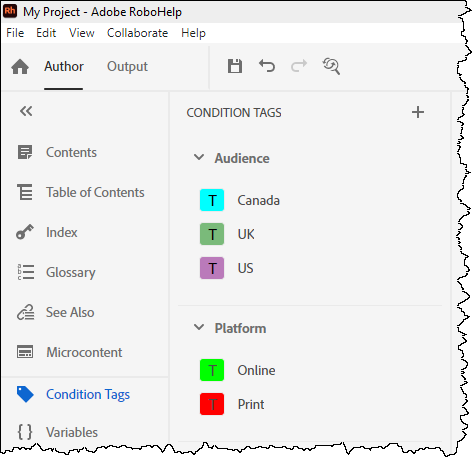 Rh My Project - Adobe RoboHelp
File Edit View Collaborate Help
Author Output
CONDITION TAGS
Contents
Table of Contents
Index
Glossary
See Also
Microcontent
Condition Tags
Variables
Audience
T Canada
T UK
T US
Platform
T Online
T Print